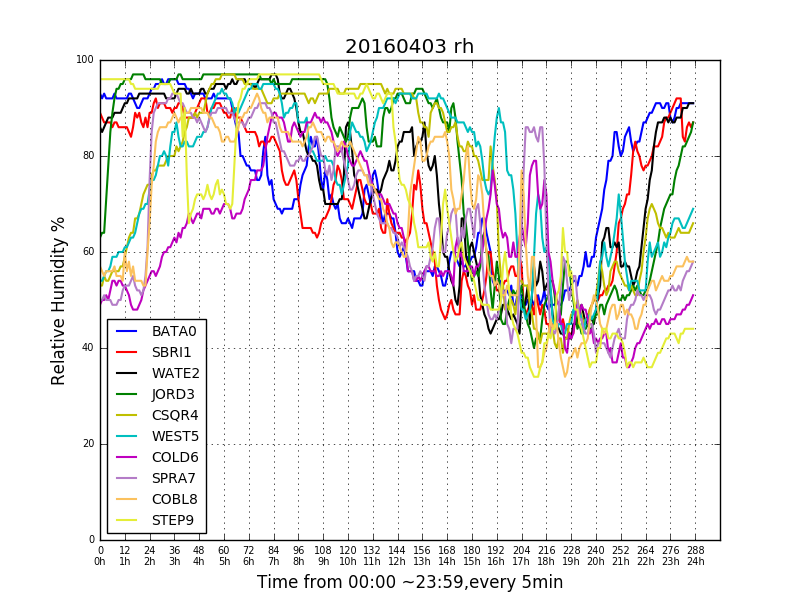 20160403 rh
Relative Humidity %
100
80
60
40
20
0
BATA0
SBRI1
WATE2
JORD3
CSQR4
WEST5
COLD6
SPRA7
COBL8
STEP9
0 12 24 36 48 60 72 84 96 108 120 132 144 156 168 180 192 204 216 228 240 252 264 276 288
0h 1h 2h 3h 4h 5h 6h 7h 8h 9h 10h 11h 12h 13h 14h 15h 16h 17h 18h 19h 20h 21h 22h 23h 24h
Time from 00:00 ~23:59,every 5min